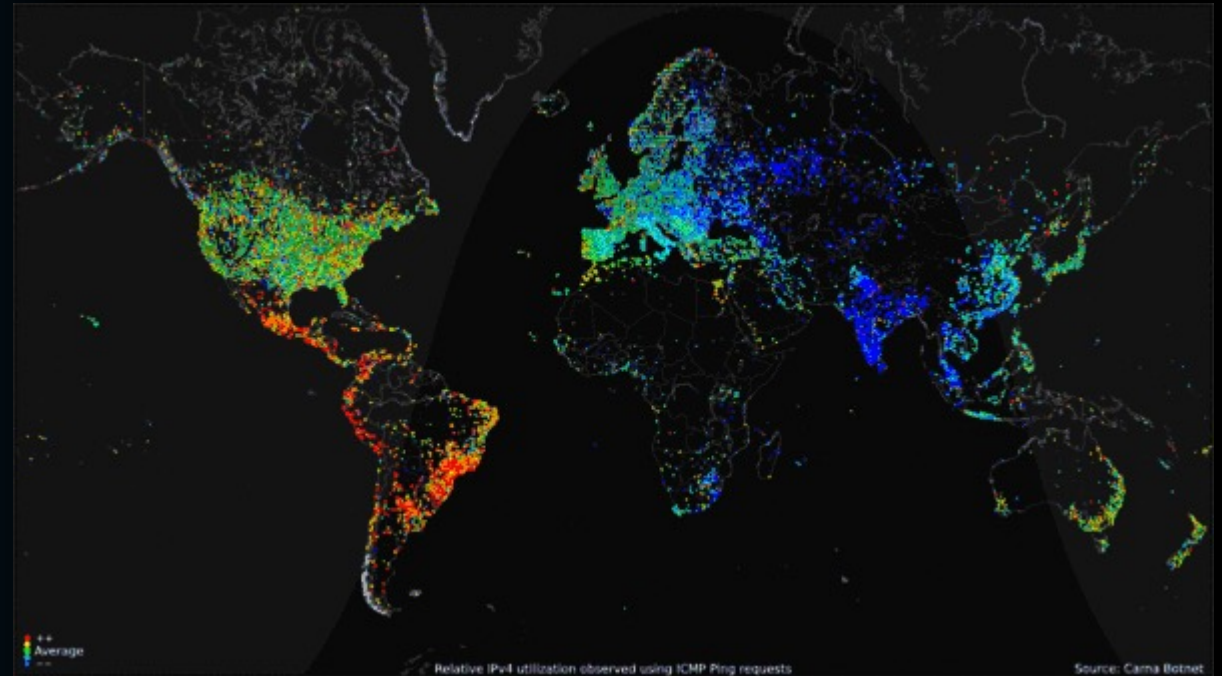 ++
Average
--
Relative IPv4 utilization observed using ICMP Ping requests
Source: Carna Botnet